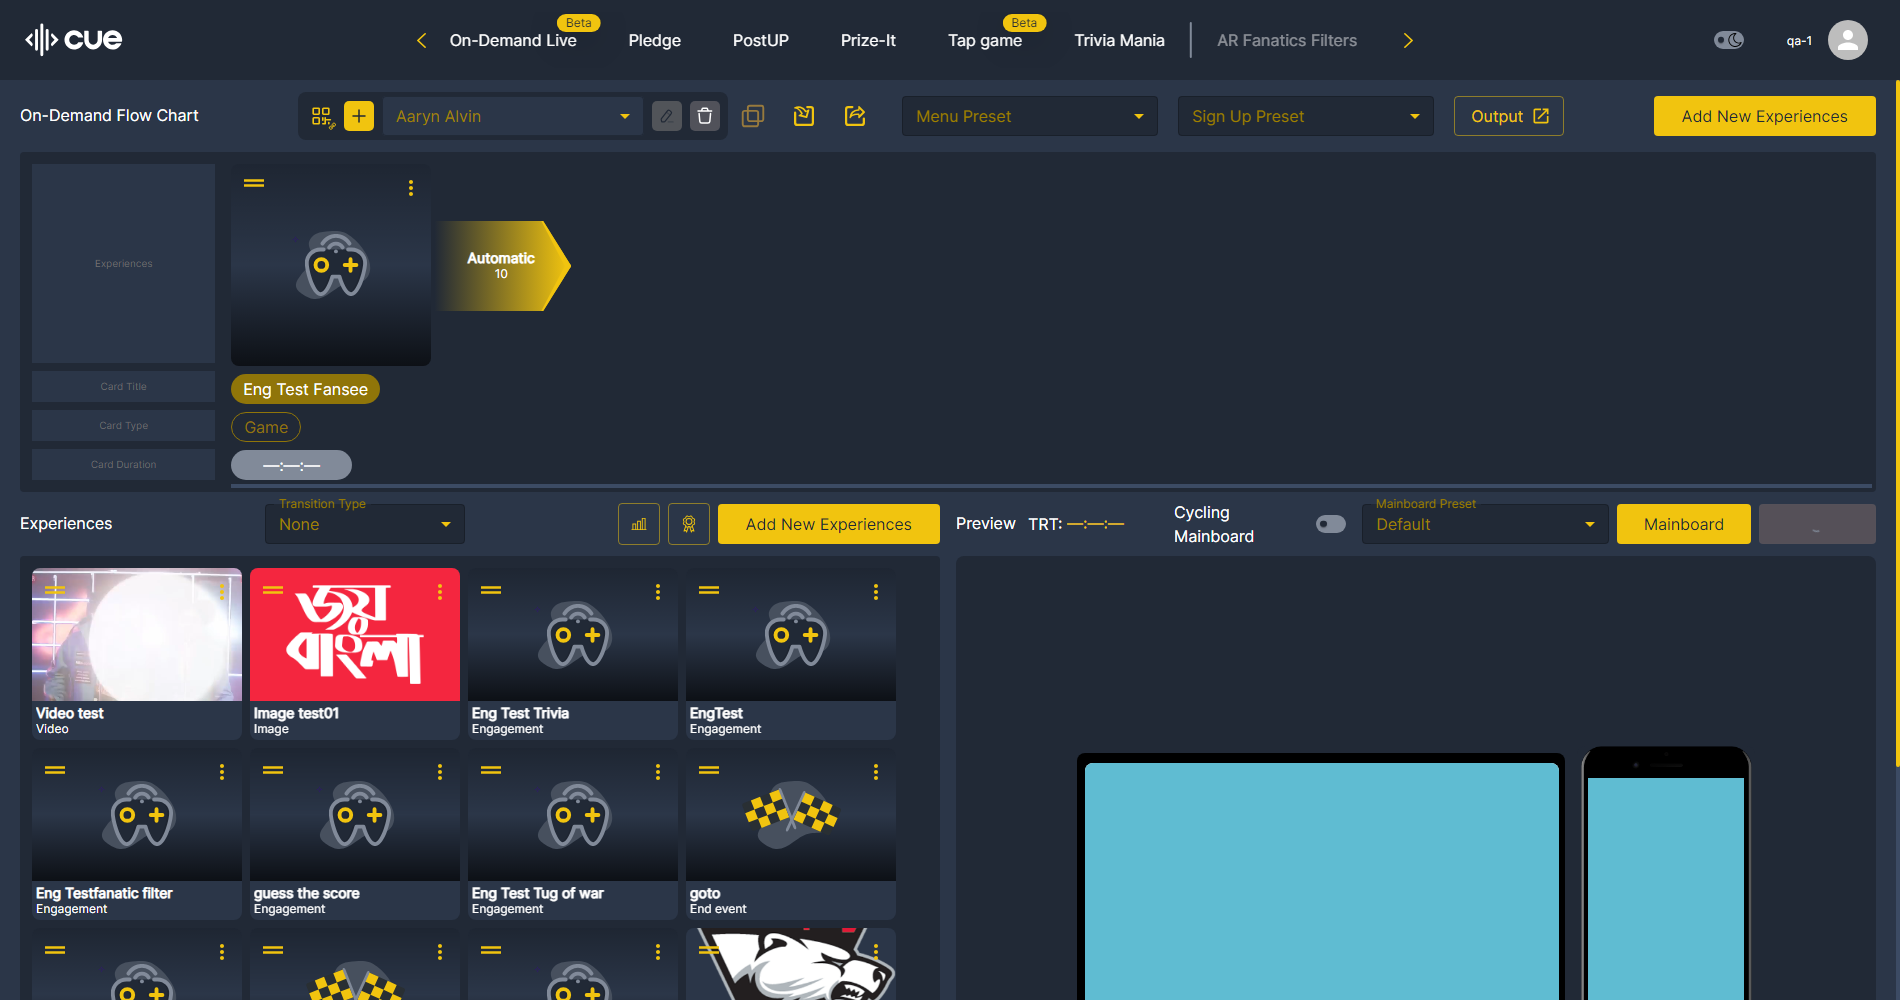 cue
On-Demand Live
Beta
Pledge
PostUP
Prize-It
Tap game
Beta
Trivia Mania
AR Fanatics Filters
qa-1
On-Demand Flow Chart
Aaryn Alvin
Menu Preset
Sign Up Preset
Output
Add New Experiences
Experiences
Automatic
10
Card Title
Eng Test Fansee
Card Type
Game
Card Duration
—:—:—
Experiences
Transition Type
None
Add New Experiences
Preview
TRT: —:—:—
Cycling
Mainboard
Mainboard Preset
Default
Mainboard
জয়
বাংলা
Video test
Video
Image test01
Image
Eng Test Trivia
Engagement
EngTest
Engagement
Eng Testfanatic filter
Engagement
guess the score
Engagement
Eng Test Tug of war
Engagement
goto
End event